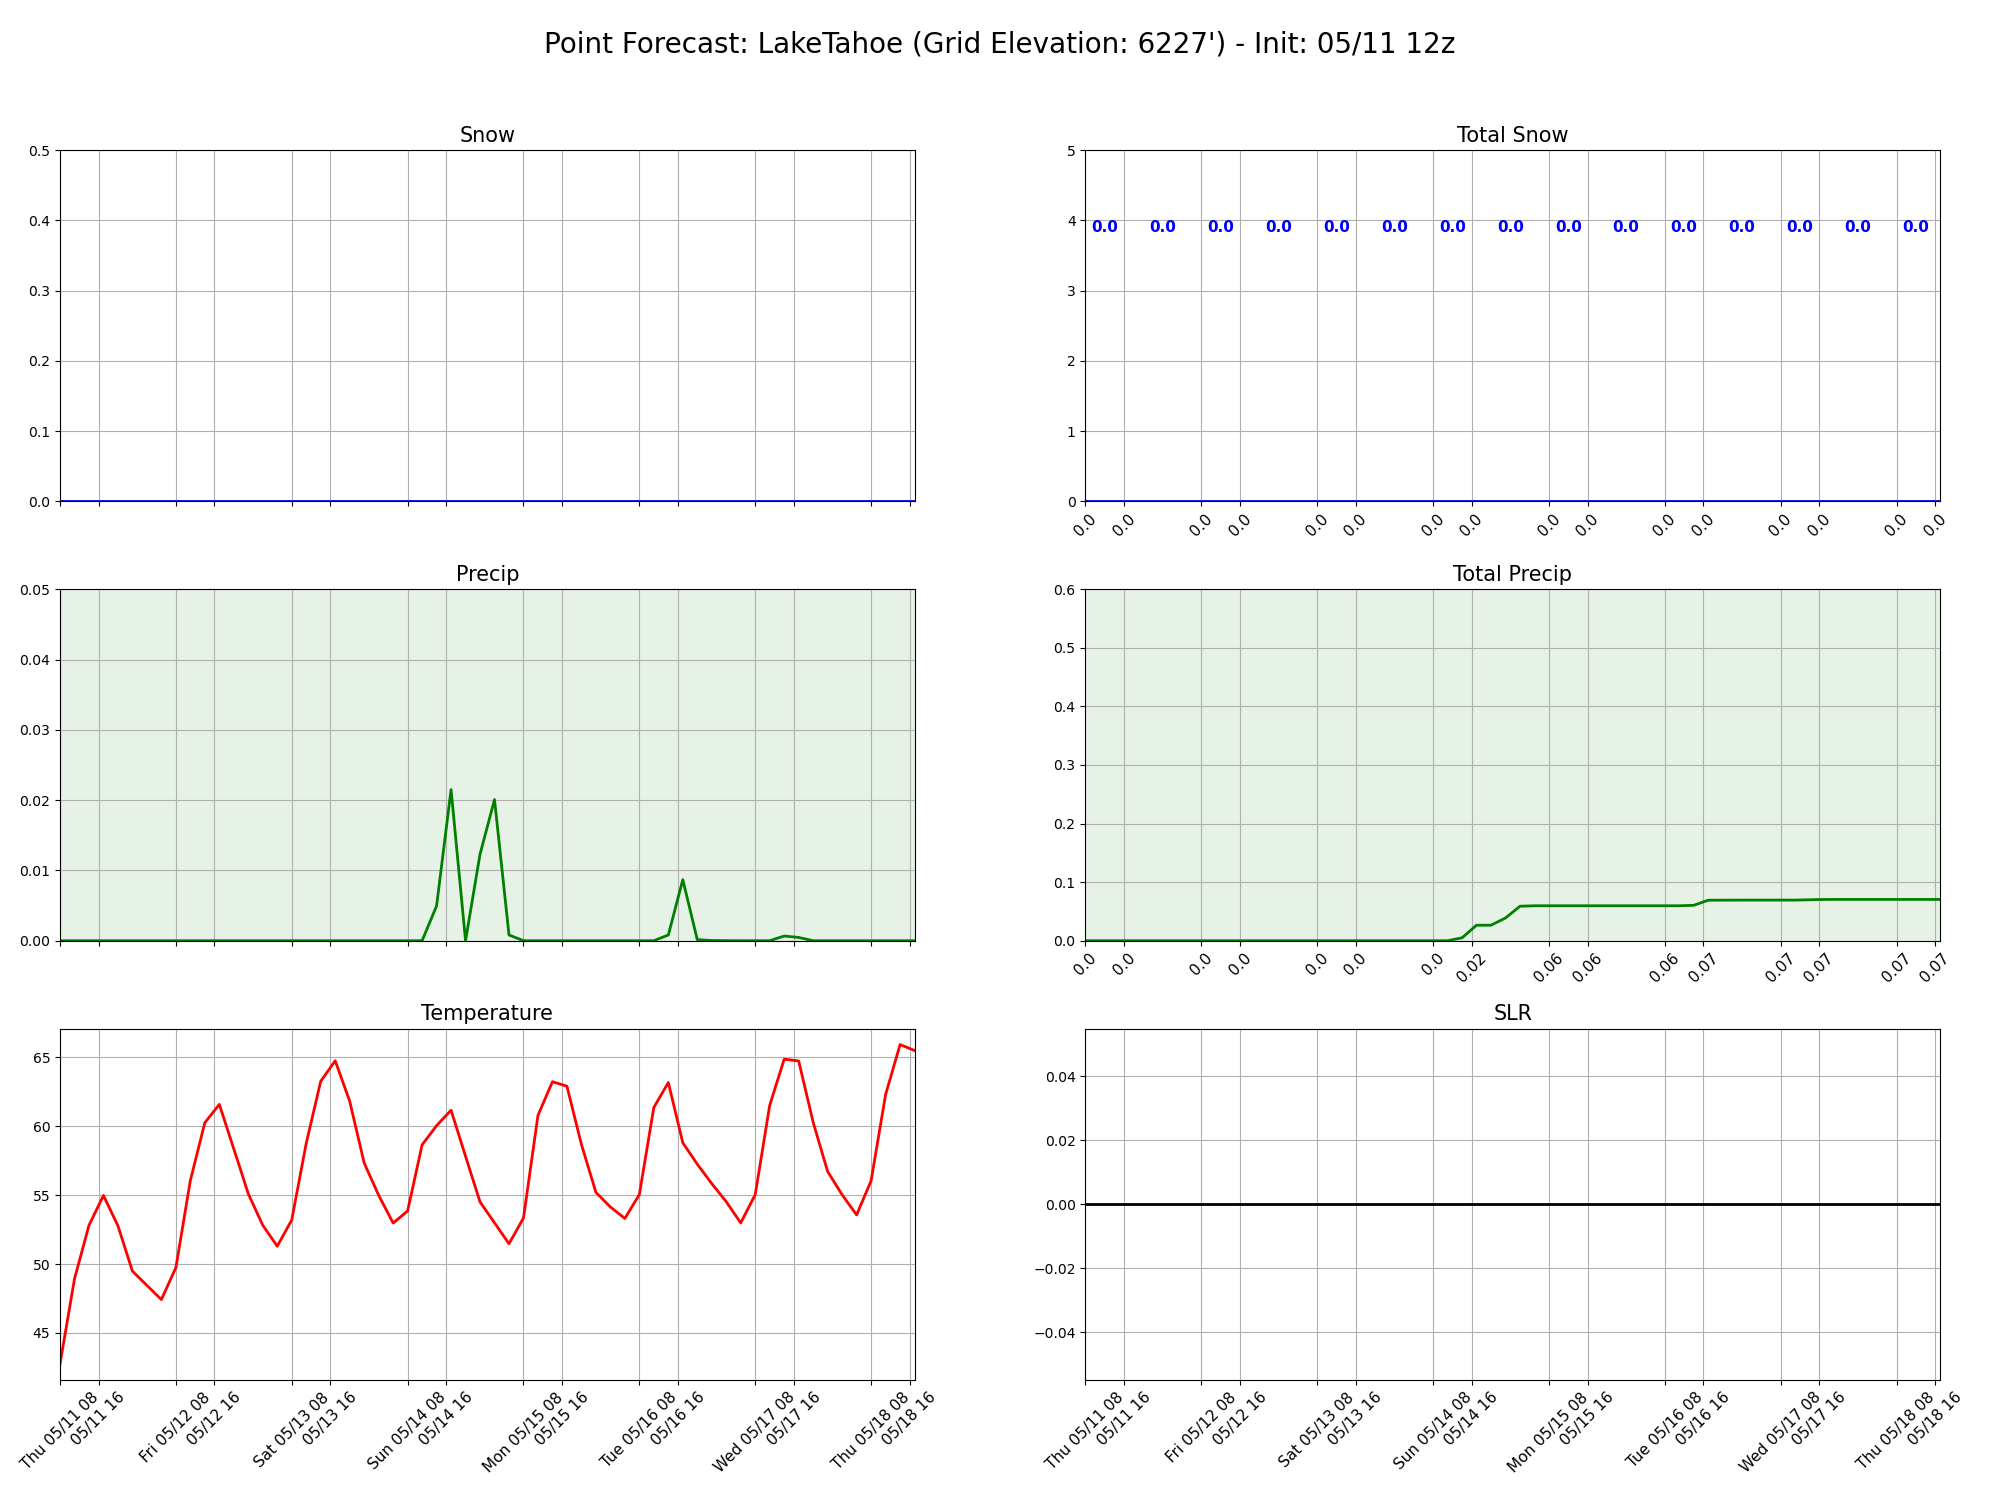 Point Forecast: LakeTahoe (Grid Elevation: 6227') - Init: 05/11 12z
Snow
0.5
0.4
0.3
0.2
0.1
0.0
Total Snow
5
4
3
2
1
0
0.0 0.0 0.0 0.0 0.0 0.0 0.0 0.0 0.0 0.0 0.0 0.0 0.0 0.0 0.0
0.0 0.0 0.0 0.0 0.0 0.0 0.0 0.0 0.0 0.0 0.0 0.0 0.0 0.0 0.0 0.0
Precip
0.05
0.04
0.03
0.02
0.01
0.00
Total Precip
0.6
0.5
0.4
0.3
0.2
0.1
0.0
0.0 0.0 0.0 0.0 0.0 0.0 0.0 0.02 0.06 0.06 0.06 0.07 0.07 0.07 0.07 0.07
Temperature
65
60
55
50
45
Thu 05/11 08
05/11 16
Fri 05/12 08
05/12 16
Sat 05/13 08
05/13 16
Sun 05/14 08
05/14 16
Mon 05/15 08
05/15 16
Tue 05/16 08
05/16 16
Wed 05/17 08
05/17 16
Thu 05/18 08
05/18 16
SLR
0.04
0.02
0.00
−0.02
−0.04
Thu 05/11 08
05/11 16
Fri 05/12 08
05/12 16
Sat 05/13 08
05/13 16
Sun 05/14 08
05/14 16
Mon 05/15 08
05/15 16
Tue 05/16 08
05/16 16
Wed 05/17 08
05/17 16
Thu 05/18 08
05/18 16